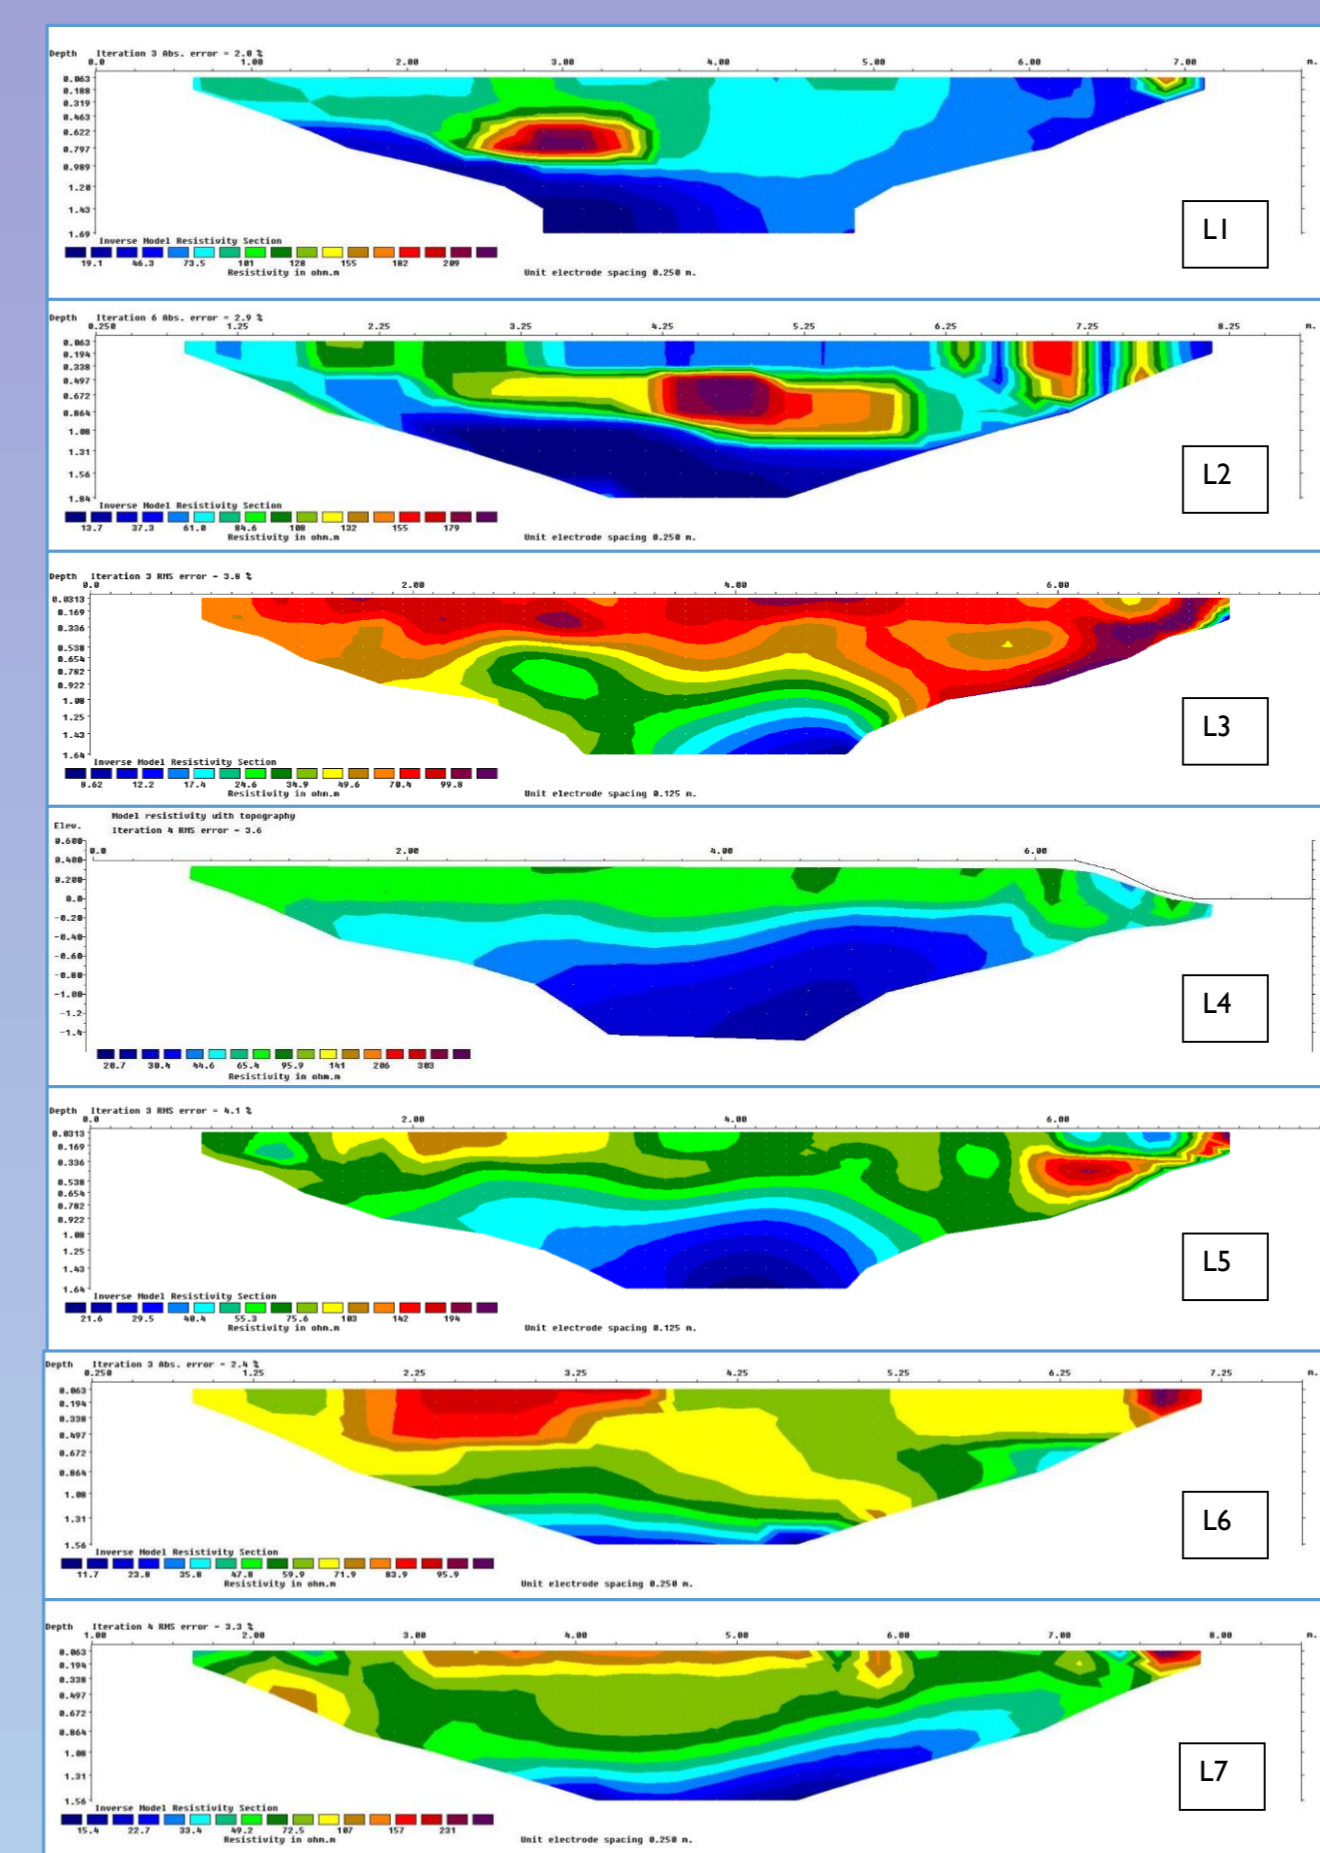 Depth Iteration 3 Abs. error = 2.0 %
0.0 2.00 3.00 4.00 5.00 6.00 7.00 m.
0.063
0.188
0.319
0.463
0.622
0.797
0.989
1.20
1.43
1.69
L1
Inverse Model Resistivity Section
19.1 46.3 73.5 101 128 155 182 209
Resistivity in ohm.m Unit electrode spacing 0.250 m.
Depth Iteration 6 Abs. error = 2.9 %
0.250 1.25 2.25 3.25 4.25 5.25 6.25 7.25 8.25 m.
0.063
0.194
0.338
0.497
0.672
0.864
1.08
1.31
1.56
1.84
L2
Inverse Model Resistivity Section
13.7 37.3 61.0 84.6 108 132 155 179
Resistivity in ohm.m Unit electrode spacing 0.250 m.
Depth Iteration 3 RMS error = 3.8 %
0.0 2.00 4.00 6.00
0.0313
0.169
0.336
0.538
0.654
0.782
0.922
1.08
1.25
1.43
1.64
L3
Inverse Model Resistivity Section
8.62 12.2 17.4 24.6 34.9 49.6 70.4 99.8
Resistivity in ohm.m Unit electrode spacing 0.125 m.
Model resistivity with topography
Elev. Iteration 4 RMS error = 3.6
0.600
0.400 0.0 2.00 4.00 6.00
0.200
0.0
-0.20
-0.40
-0.60
-0.80
-1.00
-1.2
-1.4
L4
20.7 30.4 44.6 65.4 95.9 141 206 303
Resistivity in ohm.m
Depth Iteration 3 RMS error = 4.1 %
0.0 2.00 4.00 6.00
0.0313
0.169
0.336
0.538
0.654
0.782
0.922
1.08
1.25
1.43
1.64
L5
Inverse Model Resistivity Section
21.6 29.5 40.4 55.3 75.6 103 142 194
Resistivity in ohm.m Unit electrode spacing 0.125 m.
Depth Iteration 3 Abs. error = 2.4 %
0.250 1.25 2.25 3.25 4.25 5.25 6.25 7.25 m.
0.063
0.194
0.338
0.497
0.672
0.864
1.08
1.31
1.56
L6
Inverse Model Resistivity Section
11.7 23.8 35.8 47.8 59.9 71.9 83.9 95.9
Resistivity in ohm.m Unit electrode spacing 0.250 m.
Depth Iteration 4 RMS error = 3.3 %
1.00 2.00 3.00 4.00 5.00 6.00 7.00 8.00 m.
0.063
0.194
0.338
0.497
0.672
0.864
1.08
1.31
1.56
L7
Inverse Model Resistivity Section
15.4 22.7 33.4 49.2 72.5 107 157 231
Resistivity in ohm.m Unit electrode spacing 0.250 m.